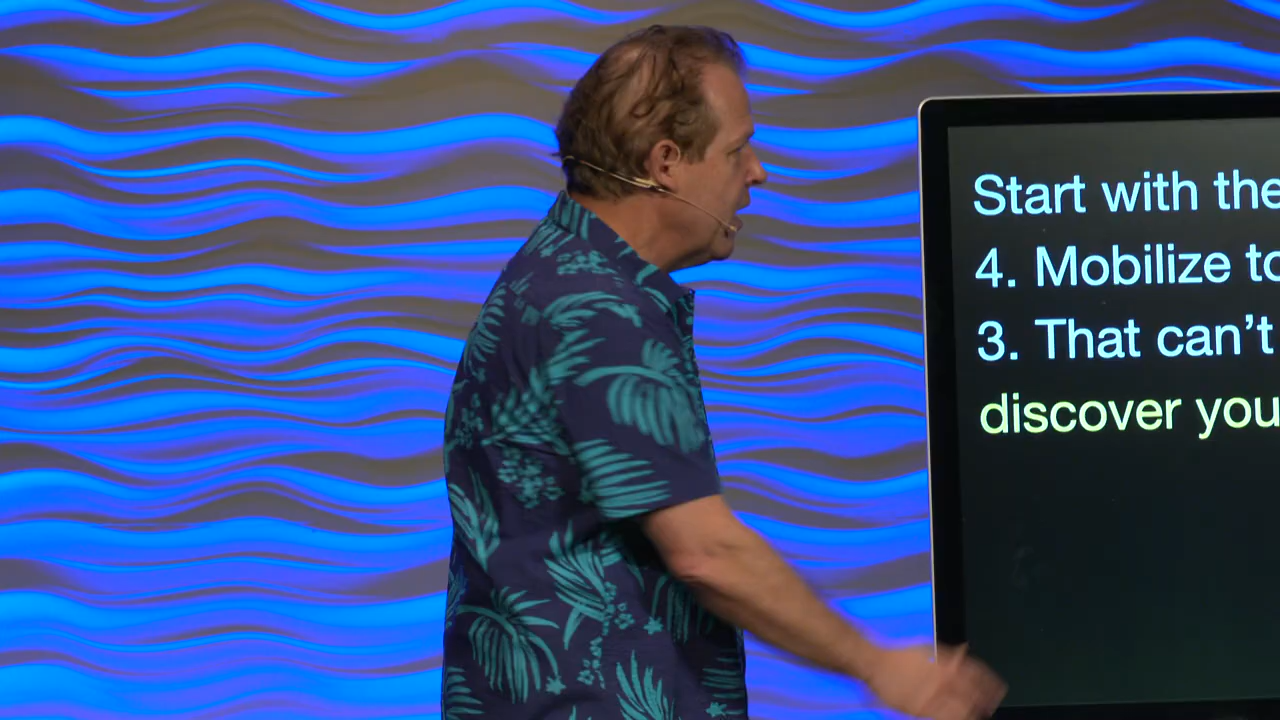 Start with the
4. Mobilize to
3. That can't
discover you